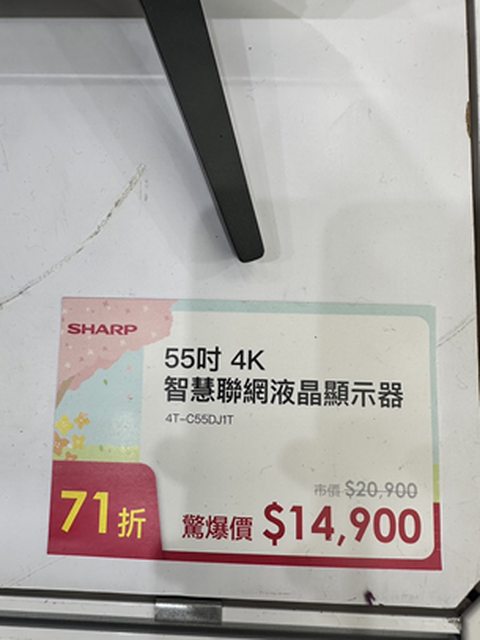 SHARP
55吋 4K
智慧聯網液晶顯示器
4T-C55DJ1T
市價 $20,900
71折
驚爆價 $14,900